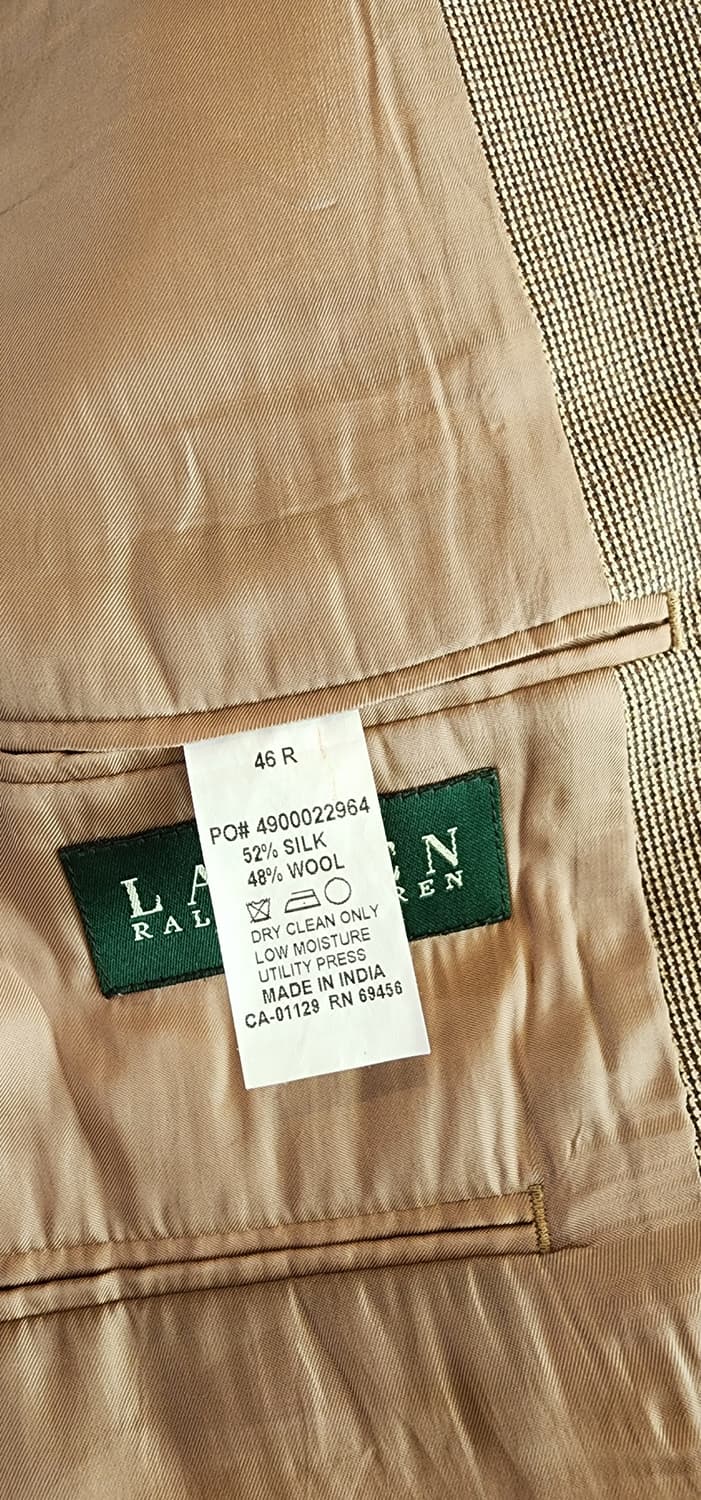 46 R
PO# 4900022964
52% SILK
48% WOOL
DRY CLEAN ONLY
LOW MOISTURE
UTILITY PRESS
MADE IN INDIA
CA-01129 RN 69456